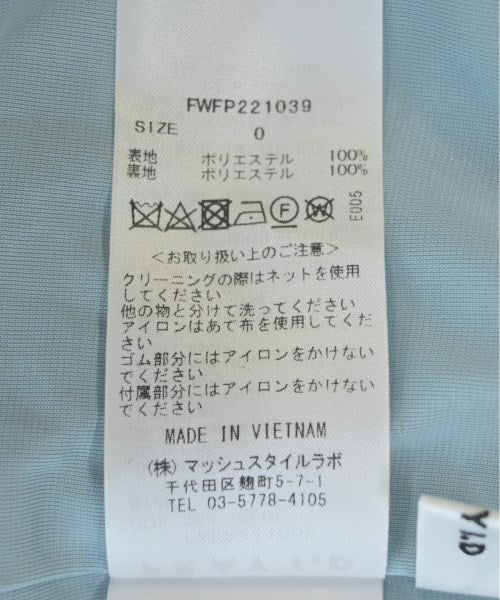 FWFP221039
SIZE 0
表地 ポリエステル 100%
裏地 ポリエステル 100%
F W E005
＜お取り扱い上のご注意＞
クリーニングの際はネットを使用
してください
他の物と分けて洗ってください
アイロンはあて布を使用してくだ
さい
ゴム部分にはアイロンをかけない
でください
付属部分にはアイロンをかけない
でください
MADE IN VIETNAM
(株) マッシュスタイルラボ
千代田区麹町5-7-1
TEL 03-5778-4105
Y I.D